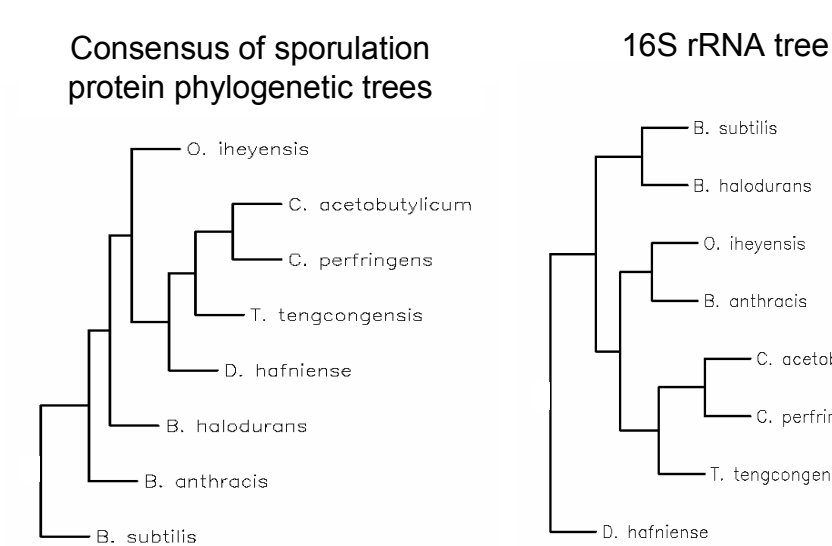 Consensus of sporulation
protein phylogenetic trees
O. iheyensis
C. acetobutylicum
C. perfringens
T. tengcongensis
D. hafniense
B. halodurans
B. anthracis
B. subtilis
16S rRNA tree
B. subtilis
B. halodurans
O. iheyensis
B. anthracis
C.
C.
T.
D. hafniense